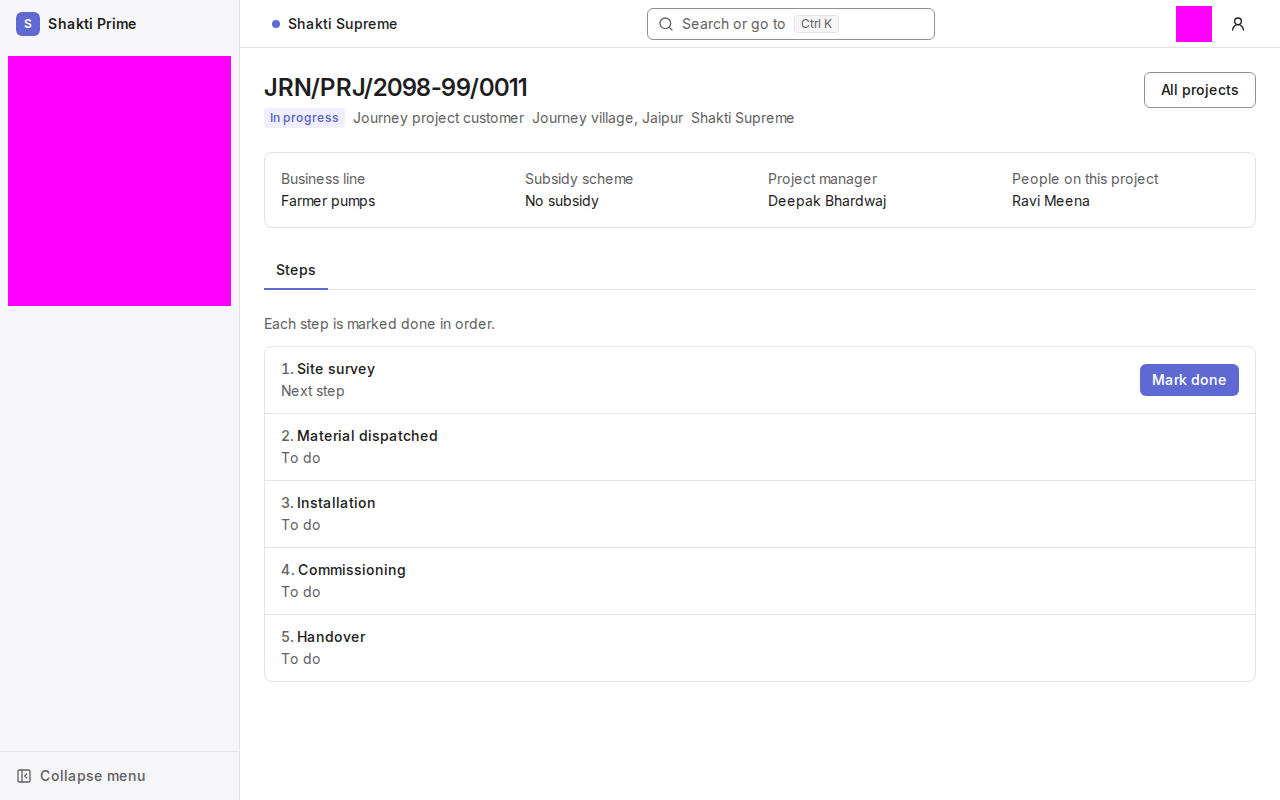 S Shakti Prime
Shakti Supreme
Search or go to Ctrl K
JRN/PRJ/2098-99/0011
All projects
In progress Journey project customer Journey village, Jaipur Shakti Supreme
Business line Subsidy scheme Project manager People on this project
Farmer pumps No subsidy Deepak Bhardwaj Ravi Meena
Steps
Each step is marked done in order.
1. Site survey
Next step
Mark done
2. Material dispatched
To do
3. Installation
To do
4. Commissioning
To do
5. Handover
To do
Collapse menu